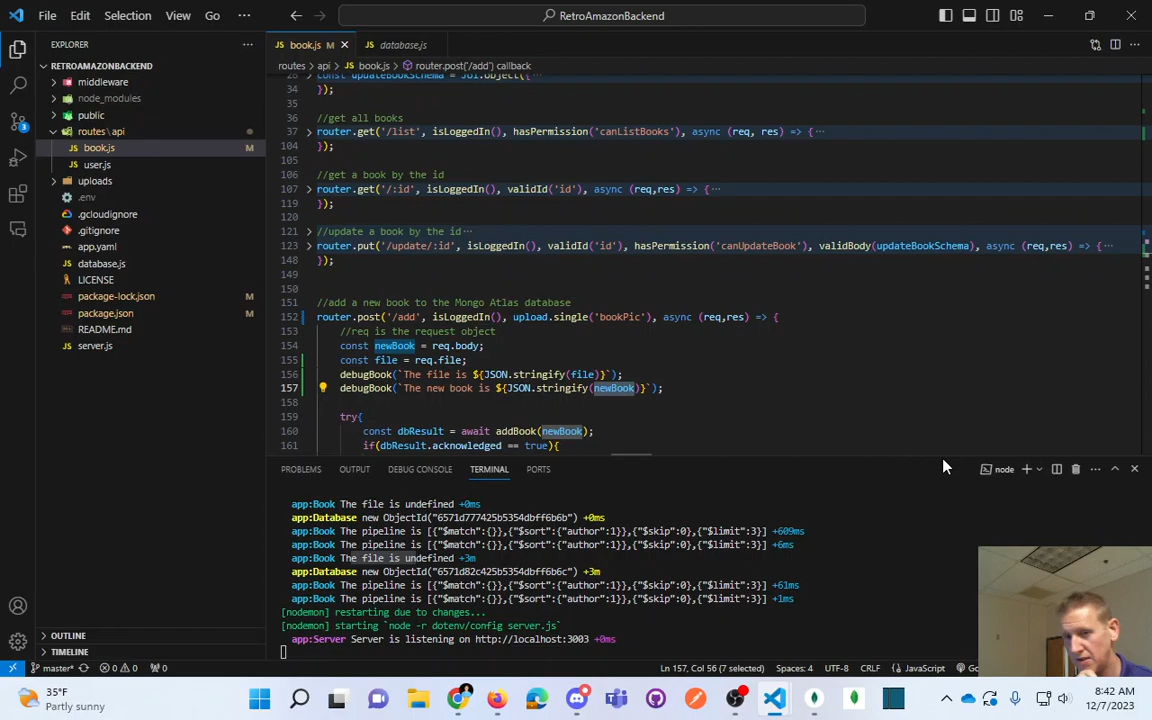 File Edit Selection View Go ··· RetroAmazonBackend
EXPLORER ···
RETROAMAZONBACKEND
middleware
node_modules
public
routes\api
book.js M
user.js
uploads
.env
.gcloudignore
.gitignore
app.yaml
database.js
LICENSE
package-lock.json M
package.json M
README.md
server.js
OUTLINE
TIMELINE
book.js M database.js
routes > api > book.js > router.post('/add') callback
28 const updateBookSchema = Joi.object({···
34 });
35
36 //get all books
37 router.get('/list', isLoggedIn(), hasPermission('canListBooks'), async (req, res) => {···
104 });
105
106 //get a book by the id
107 router.get('/:id', isLoggedIn(), validId('id'), async (req,res) => {···
119 });
120
121 //update a book by the id···
123 router.put('/update/:id', isLoggedIn(), validId('id'), hasPermission('canUpdateBook'), validBody(updateBookSchema), async (req,res) => {···
148 });
149
150
151 //add a new book to the Mongo Atlas database
152 router.post('/add', isLoggedIn(), upload.single('bookPic'), async (req,res) => {
153 //req is the request object
154 const newBook = req.body;
155 const file = req.file;
156 debugBook(`The file is ${JSON.stringify(file)}`);
157 debugBook(`The new book is ${JSON.stringify(newBook)}`);
158
159 try{
160 const dbResult = await addBook(newBook);
161 if(dbResult.acknowledged == true){
PROBLEMS OUTPUT DEBUG CONSOLE TERMINAL PORTS node
app:Book The file is undefined +0ms
app:Database new ObjectId("6571d777425b5354dbff6b6b") +0ms
app:Book The pipeline is [{"$match":{}},{"$sort":{"author":1}},{"$skip":0},{"$limit":3}] +609ms
app:Book The pipeline is [{"$match":{}},{"$sort":{"author":1}},{"$skip":0},{"$limit":3}] +6ms
app:Book The file is undefined +3m
app:Database new ObjectId("6571d82c425b5354dbff6b6c") +3m
app:Book The pipeline is [{"$match":{}},{"$sort":{"author":1}},{"$skip":0},{"$limit":3}] +61ms
app:Book The pipeline is [{"$match":{}},{"$sort":{"author":1}},{"$skip":0},{"$limit":3}] +1ms
[nodemon] restarting due to changes...
[nodemon] starting `node -r dotenv/config server.js`
app:Server Server is listening on http://localhost:3003 +0ms
master* 0 0 0 Ln 157, Col 56 (7 selected) Spaces: 4 UTF-8 CRLF JavaScript Go
35°F
Partly sunny
8:42 AM
12/7/2023